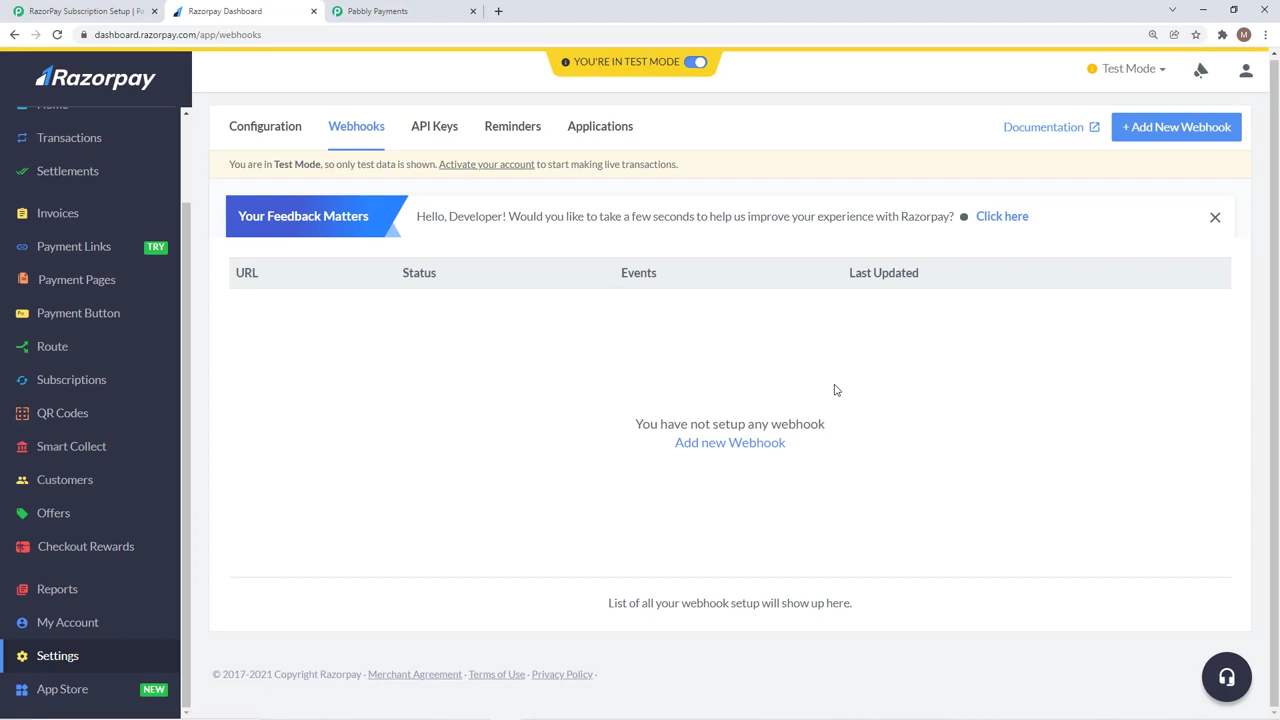 RazorPay Subscription Setup | Pa
Razorpay Dashboard
Pabbly Payments
dashboard.razorpay.com/app/webhooks
M
Razorpay
YOU'RE IN TEST MODE
Test Mode
Home
Transactions
Settlements
Invoices
Payment Links
TRY
Payment Pages
Payment Button
Route
Subscriptions
QR Codes
Smart Collect
Customers
Offers
Checkout Rewards
Reports
My Account
Settings
App Store
NEW
Configuration
Webhooks
API Keys
Reminders
Applications
Documentation
+ Add New Webhook
You are in Test Mode, so only test data is shown. Activate your account to start making live transactions.
Your Feedback Matters
Hello, Developer! Would you like to take a few seconds to help us improve your experience with Razorpay? ● Click here
URL Status Events Last Updated
You have not setup any webhook
Add new Webhook
List of all your webhook setup will show up here.
© 2017-2021 Copyright Razorpay · Merchant Agreement · Terms of Use · Privacy Policy ·